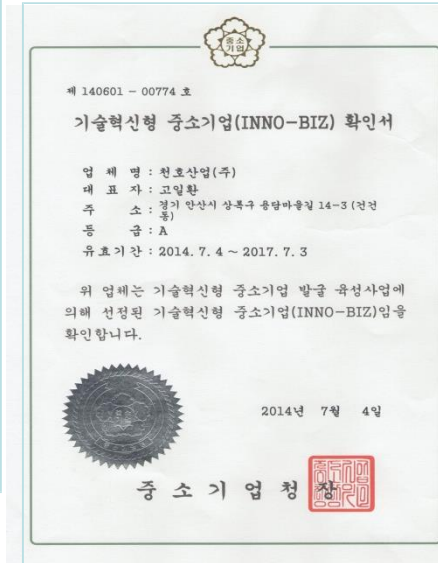 중소
기업
제 140601 - 00774 호
기술혁신형 중소기업(INNO-BIZ) 확인서
업 체 명 : 천호산업(주)
대 표 자 : 고일환
주 소 : 경기 안산시 상록구 용담마을길 14-3 (건건
동)
등 급 : A
유효기간 : 2014. 7. 4 ~ 2017. 7. 3
위 업체는 기술혁신형 중소기업 발굴 육성사업에
의해 선정된 기술혁신형 중소기업(INNO-BIZ)임을
확인합니다.
2014년 7월 4일
중 소 기 업 청 장